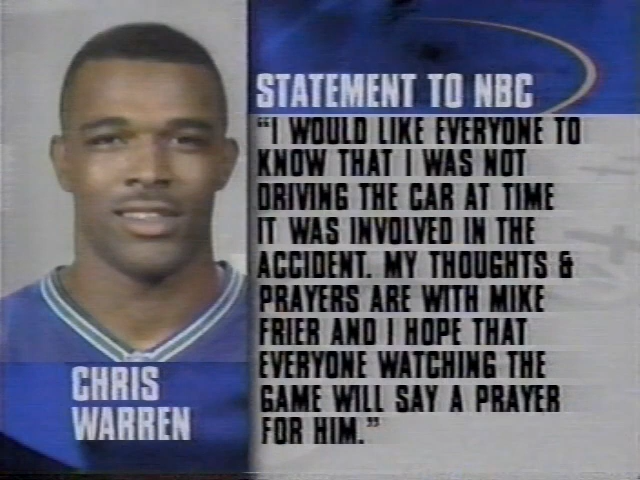 STATEMENT TO NBC
"I WOULD LIKE EVERYONE TO
KNOW THAT I WAS NOT
DRIVING THE CAR AT TIME
IT WAS INVOLVED IN THE
ACCIDENT. MY THOUGHTS &
PRAYERS ARE WITH MIKE
FRIER AND I HOPE THAT
EVERYONE WATCHING THE
GAME WILL SAY A PRAYER
FOR HIM."
CHRIS
WARREN